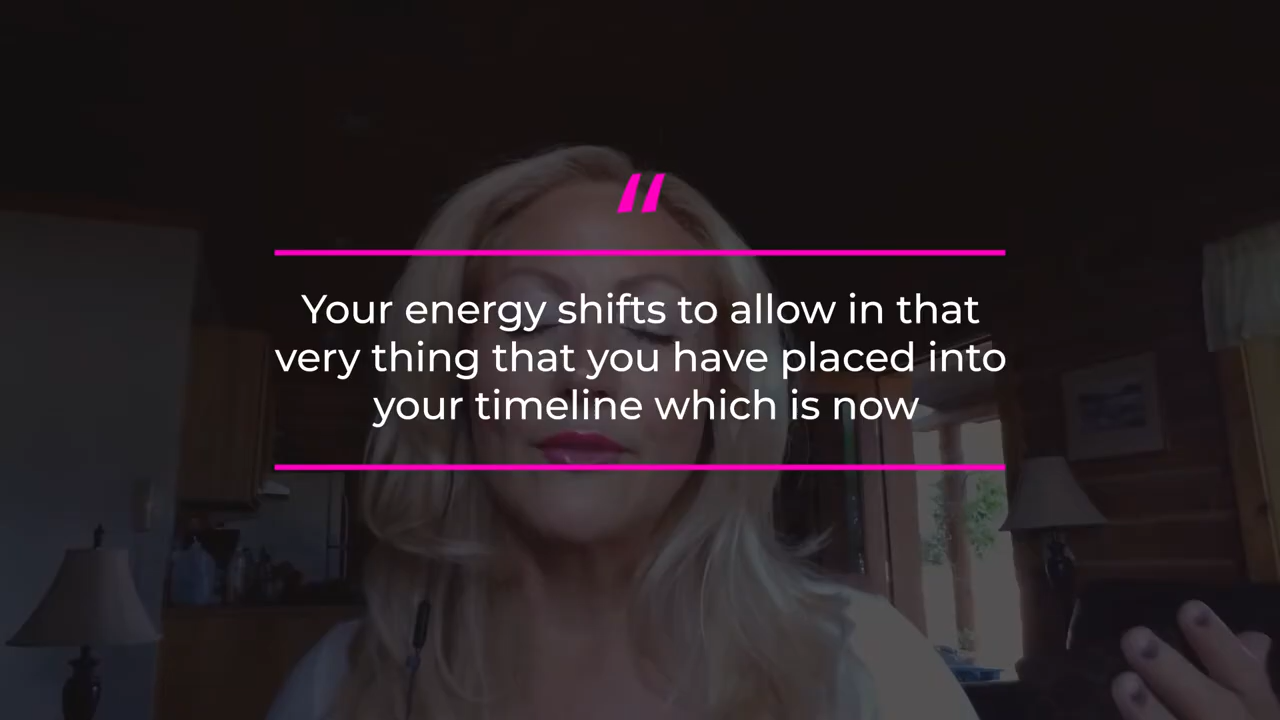 "
Your energy shifts to allow in that
very thing that you have placed into
your timeline which is now